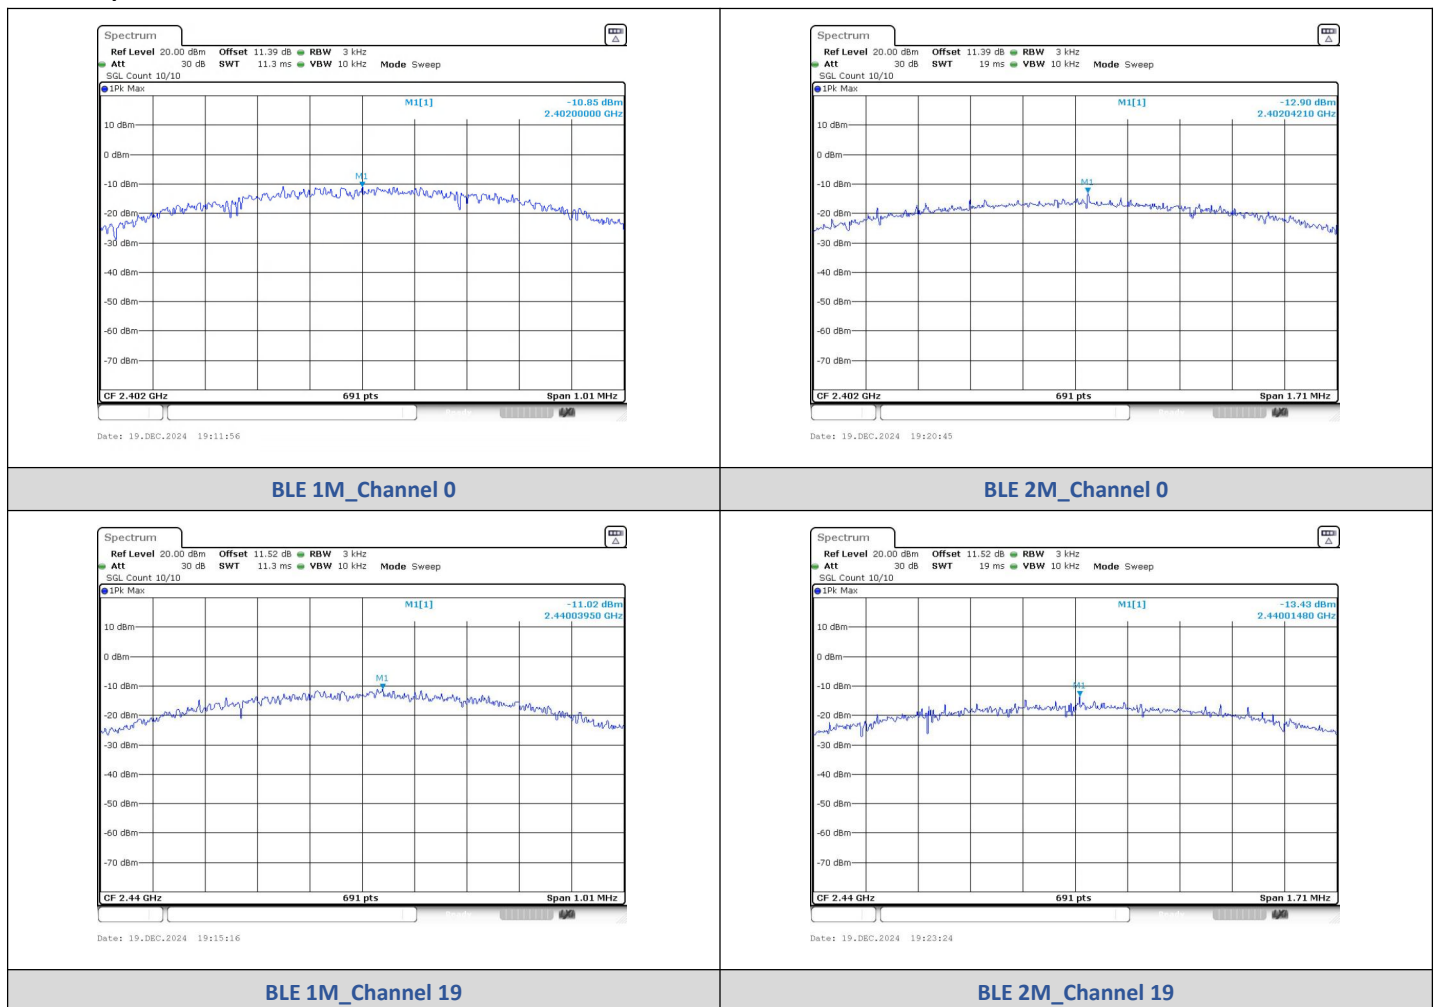 Spectrum
Ref Level 20.00 dBm Offset 11.39 dB RBW 3 kHz
Att 30 dB SWT 11.3 ms VBW 10 kHz Mode Sweep
SGL Count 10/10
1Pk Max
M1[1] -10.85 dBm
2.40200000 GHz
10 dBm
0 dBm
M1
-10 dBm
-20 dBm
-30 dBm
-40 dBm
-50 dBm
-60 dBm
-70 dBm
CF 2.402 GHz 691 pts Span 1.01 MHz
Date: 19.DEC.2024 19:11:56
BLE 1M_Channel 0
Spectrum
Ref Level 20.00 dBm Offset 11.39 dB RBW 3 kHz
Att 30 dB SWT 19 ms VBW 10 kHz Mode Sweep
SGL Count 10/10
1Pk Max
M1[1] -12.90 dBm
2.40204210 GHz
10 dBm
0 dBm
M1
-10 dBm
-20 dBm
-30 dBm
-40 dBm
-50 dBm
-60 dBm
-70 dBm
CF 2.402 GHz 691 pts Span 1.71 MHz
Date: 19.DEC.2024 19:20:45
BLE 2M_Channel 0
Spectrum
Ref Level 20.00 dBm Offset 11.52 dB RBW 3 kHz
Att 30 dB SWT 11.3 ms VBW 10 kHz Mode Sweep
SGL Count 10/10
1Pk Max
M1[1] -11.02 dBm
2.44003950 GHz
10 dBm
0 dBm
M1
-10 dBm
-20 dBm
-30 dBm
-40 dBm
-50 dBm
-60 dBm
-70 dBm
CF 2.44 GHz 691 pts Span 1.01 MHz
Date: 19.DEC.2024 19:15:16
BLE 1M_Channel 19
Spectrum
Ref Level 20.00 dBm Offset 11.52 dB RBW 3 kHz
Att 30 dB SWT 19 ms VBW 10 kHz Mode Sweep
SGL Count 10/10
1Pk Max
M1[1] -13.43 dBm
2.44001480 GHz
10 dBm
0 dBm
M1
-10 dBm
-20 dBm
-30 dBm
-40 dBm
-50 dBm
-60 dBm
-70 dBm
CF 2.44 GHz 691 pts Span 1.71 MHz
Date: 19.DEC.2024 19:23:24
BLE 2M_Channel 19